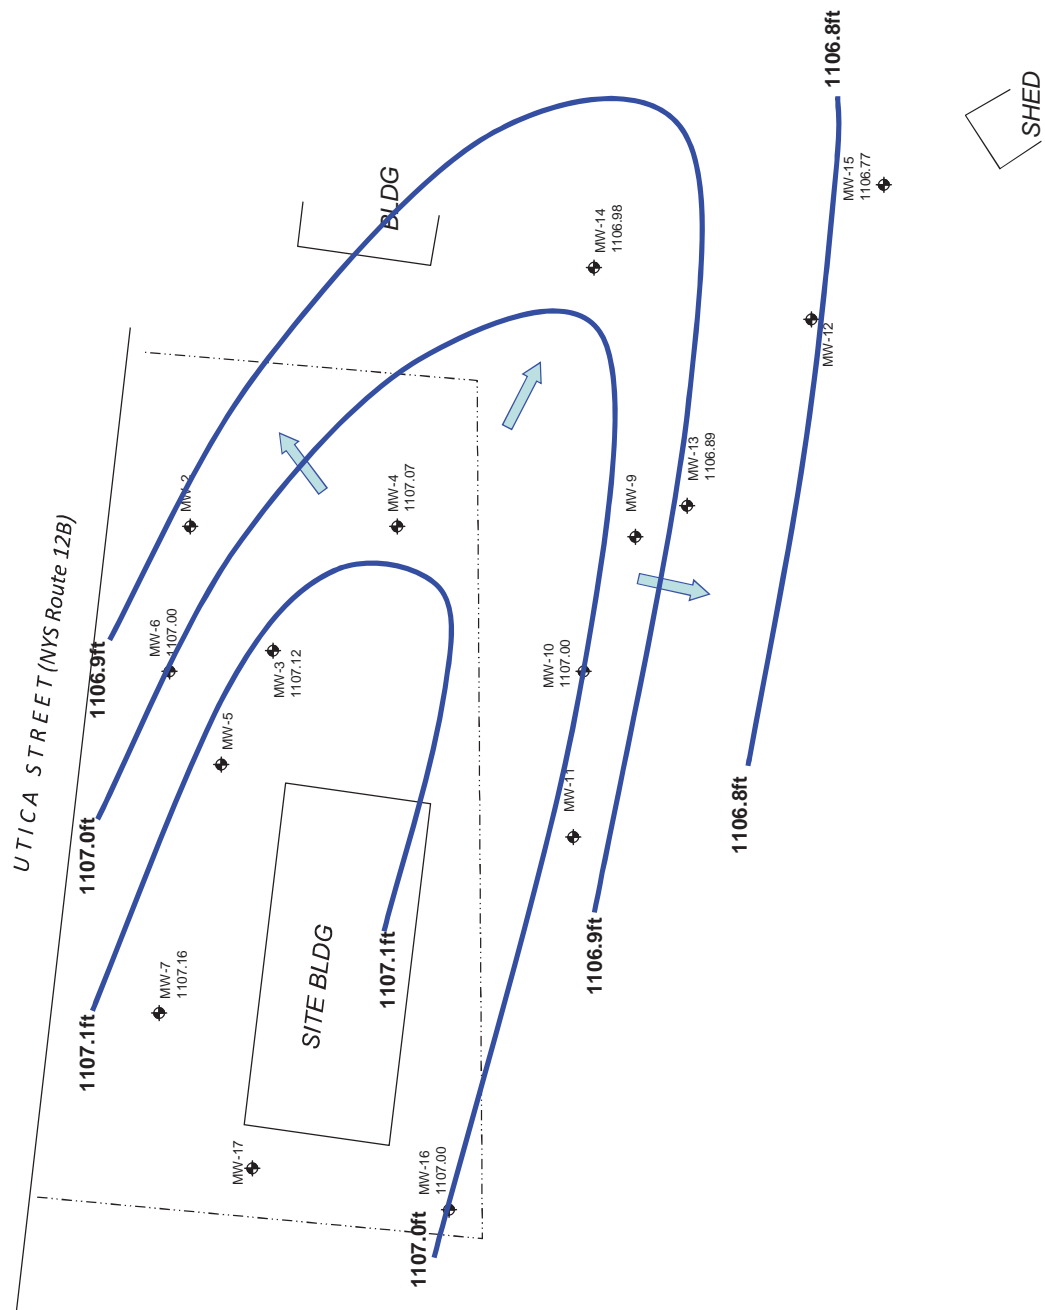 1106.8ft
SHED
MW-15
1106.77
BLDG
MW-14
1106.98
MW-12
MW-13
1106.89
MW-9
MW-4
1107.07
MW-2
UTICA STREET(NYS Route 12B)
1106.9ft
MW-6
1107.00
MW-3
1107.12
MW-10
1107.00
MW-5
MW-11
1107.0ft
1106.8ft
SITE BLDG
1107.1ft
1106.9ft
MW-7
1107.16
1107.1ft
MW-17
MW-16
1107.00
1107.0ft